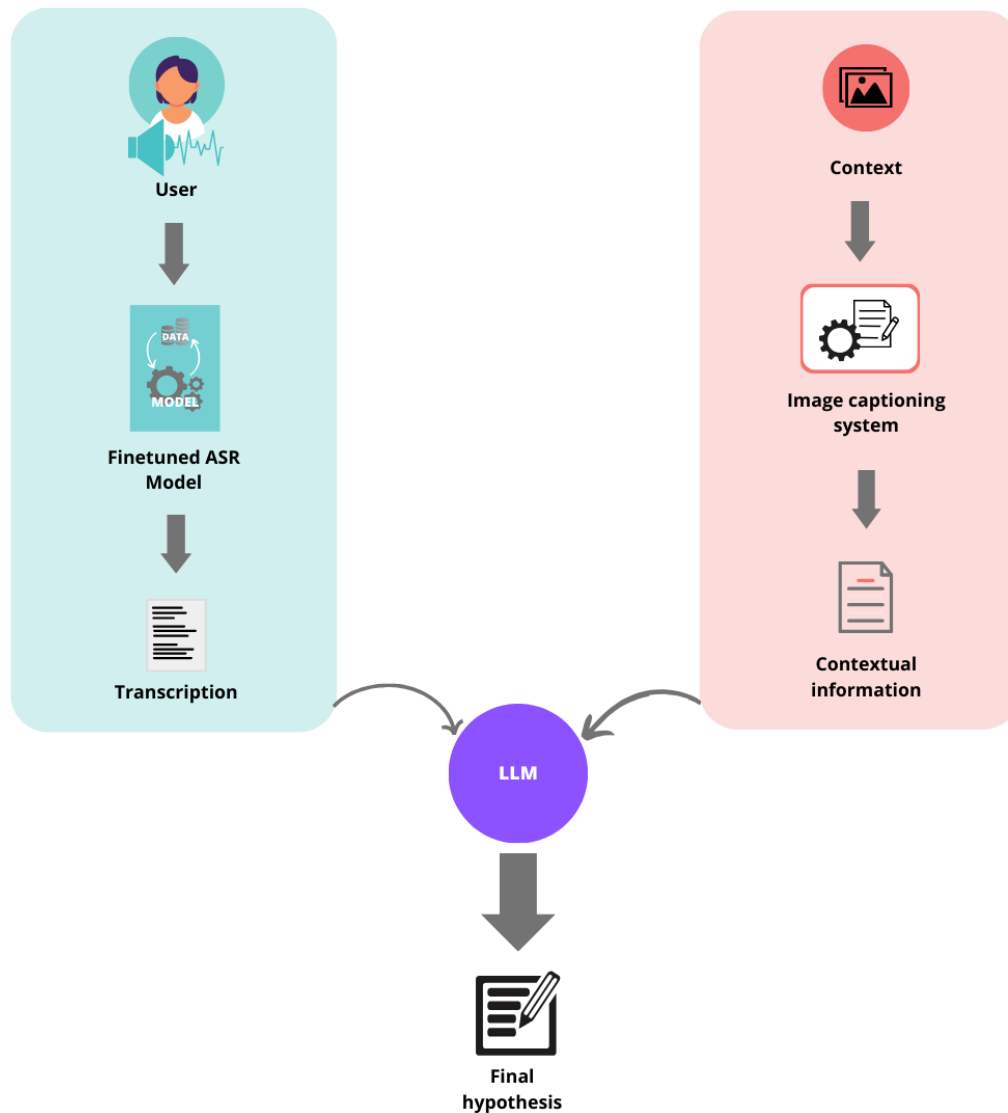 User
DATA
MODEL
Finetuned ASR
Model
Transcription
Context
Image captioning
system
Contextual
information
LLM
Final
hypothesis